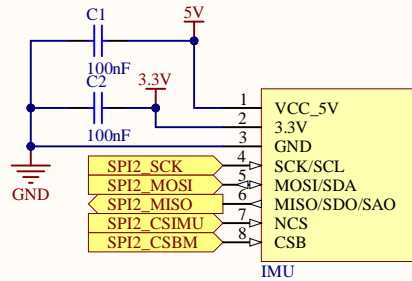 C1
5V
100nF
C2
3.3V
100nF
1 VCC_5V
2 3.3V
3 GND
GND
SPI2_SCK 4 SCK/SCL
SPI2_MOSI 5 MOSI/SDA
SPI2_MISO 6 MISO/SDO/SAO
SPI2_CSIMU 7 NCS
SPI2_CSBM 8 CSB
IMU